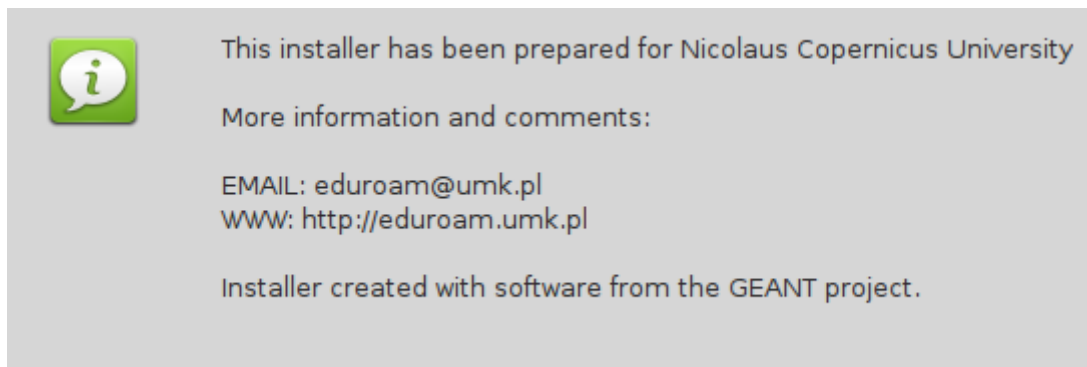 This installer has been prepared for Nicolaus Copernicus University
More information and comments:
EMAIL: eduroam@umk.pl
WWW: http://eduroam.umk.pl
Installer created with software from the GEANT project.